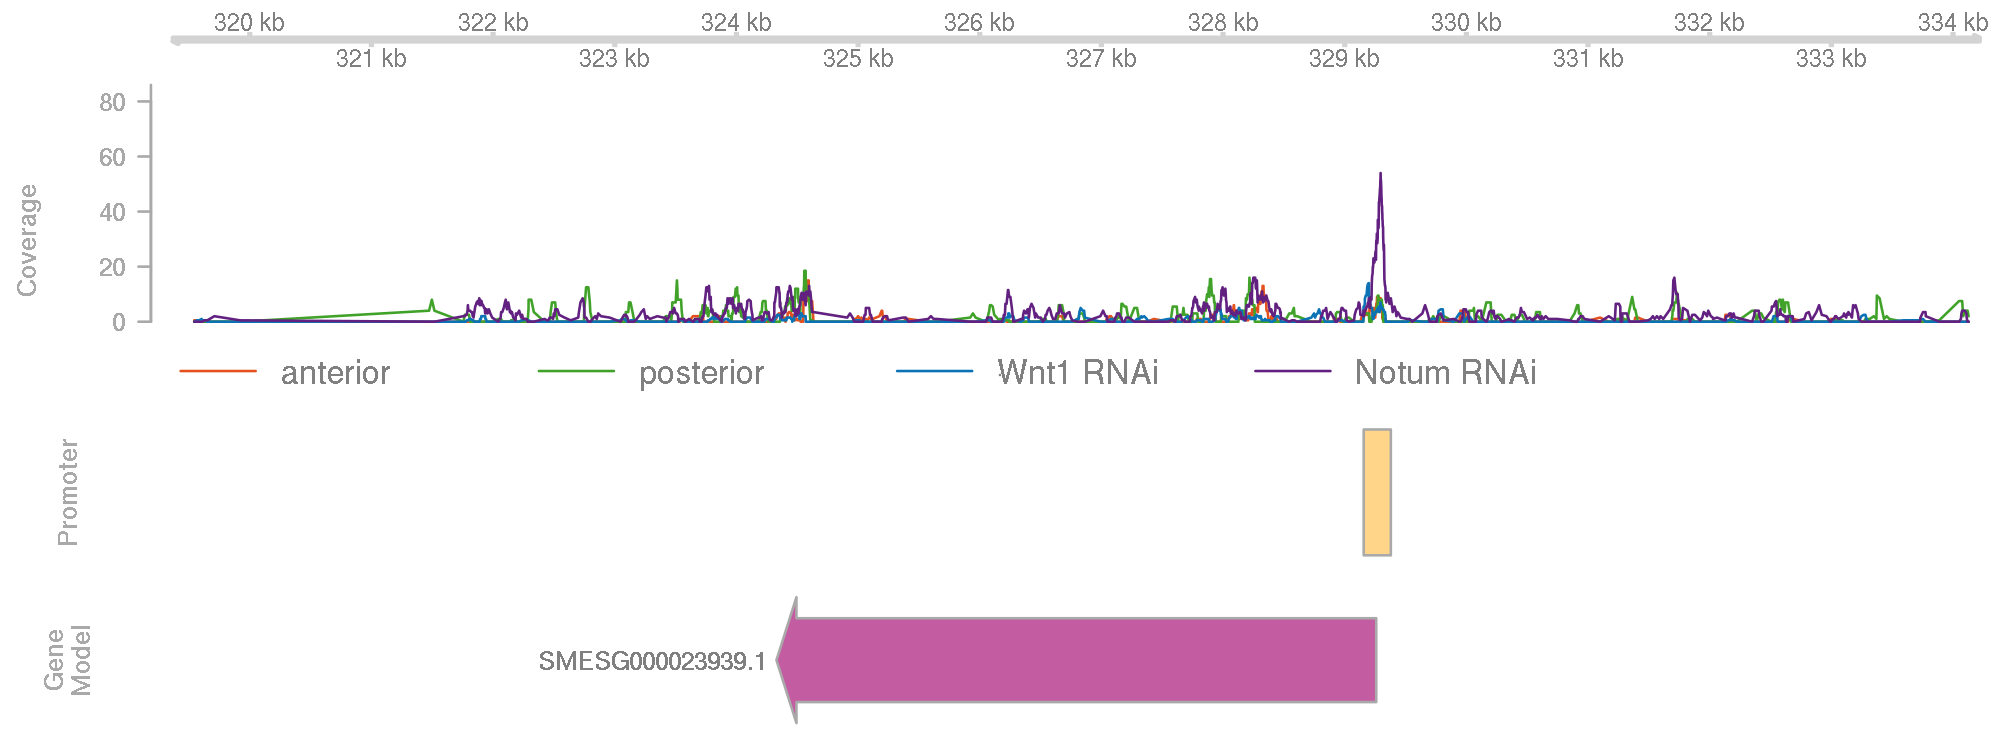 320 kb 322 kb 324 kb 326 kb 328 kb 330 kb 332 kb 334 kb
321 kb 323 kb 325 kb 327 kb 329 kb 331 kb 333 kb
Coverage
80
60
40
20
0
anterior posterior Wnt1 RNAi Notum RNAi
Promoter
Gene
Model
SMESG000023939.1